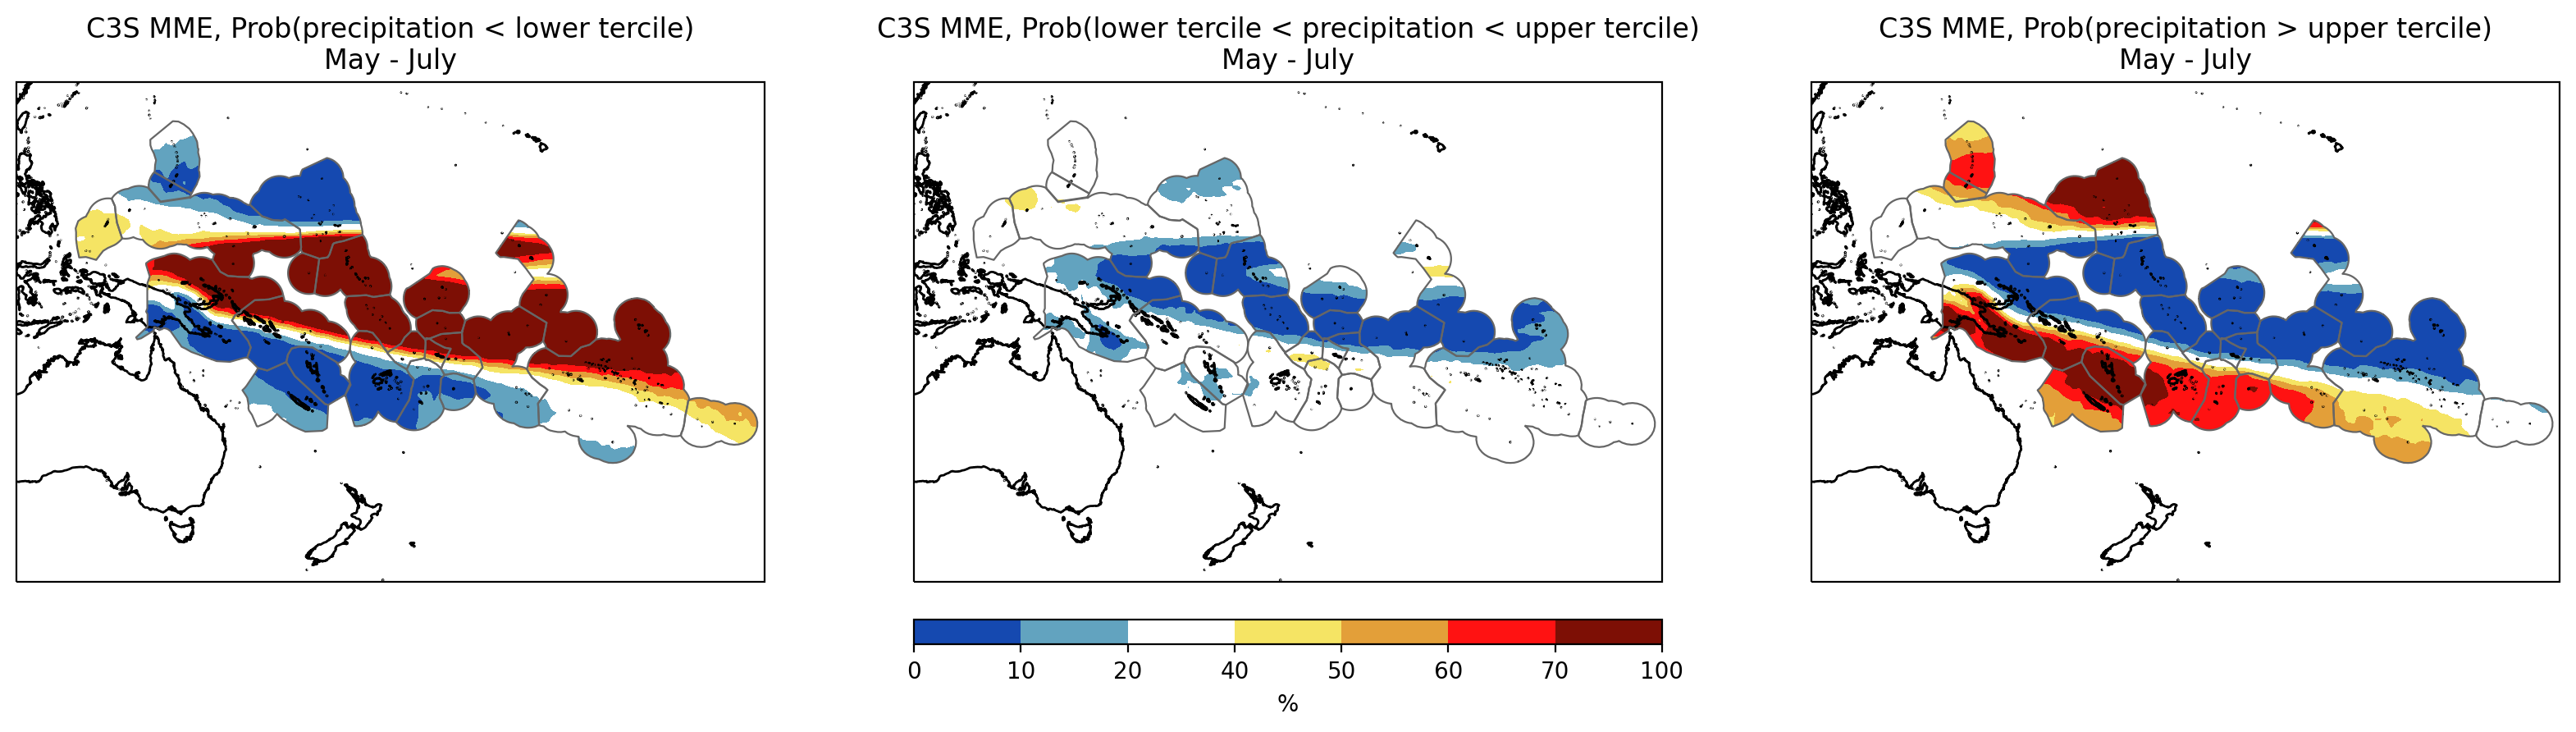 C3S MME, Prob(precipitation < lower tercile)
May - July
C3S MME, Prob(lower tercile < precipitation < upper tercile)
May - July
C3S MME, Prob(precipitation > upper tercile)
May - July
0 10 20 40 50 60 70 100
%